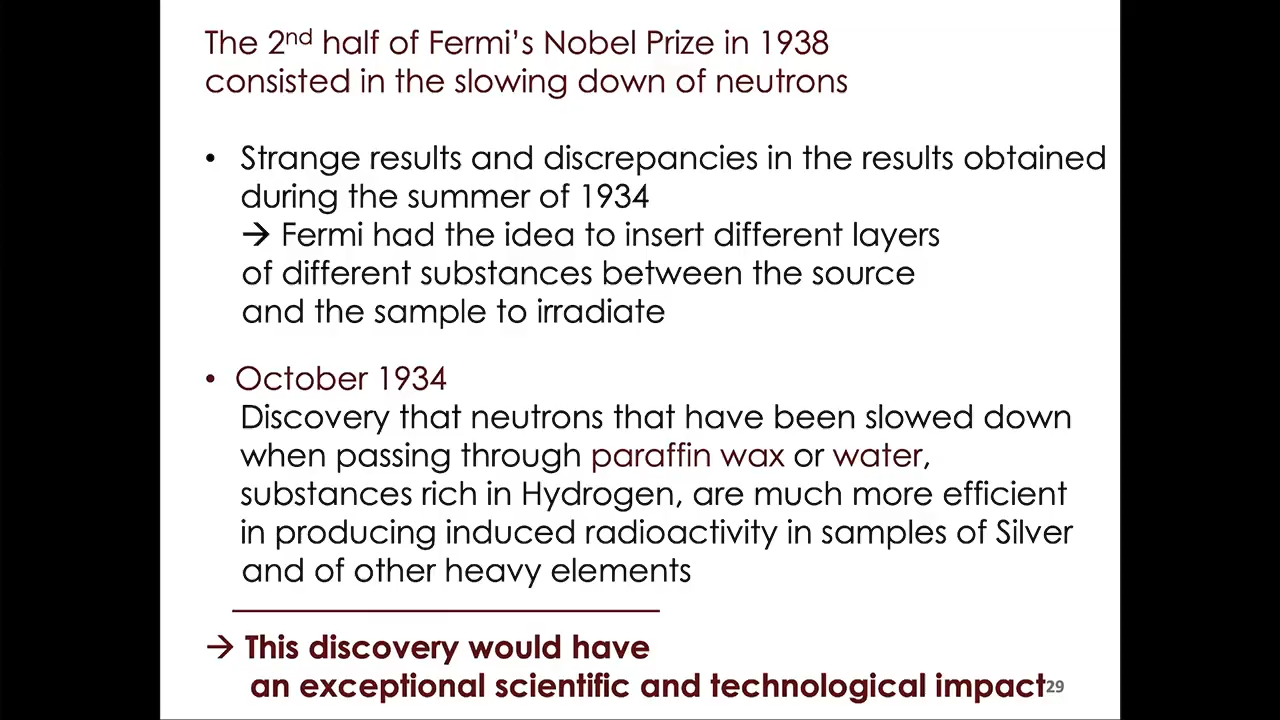 The 2nd half of Fermi's Nobel Prize in 1938
consisted in the slowing down of neutrons
• Strange results and discrepancies in the results obtained
during the summer of 1934
→ Fermi had the idea to insert different layers
of different substances between the source
and the sample to irradiate
• October 1934
Discovery that neutrons that have been slowed down
when passing through paraffin wax or water,
substances rich in Hydrogen, are much more efficient
in producing induced radioactivity in samples of Silver
and of other heavy elements
→ This discovery would have
an exceptional scientific and technological impact
29